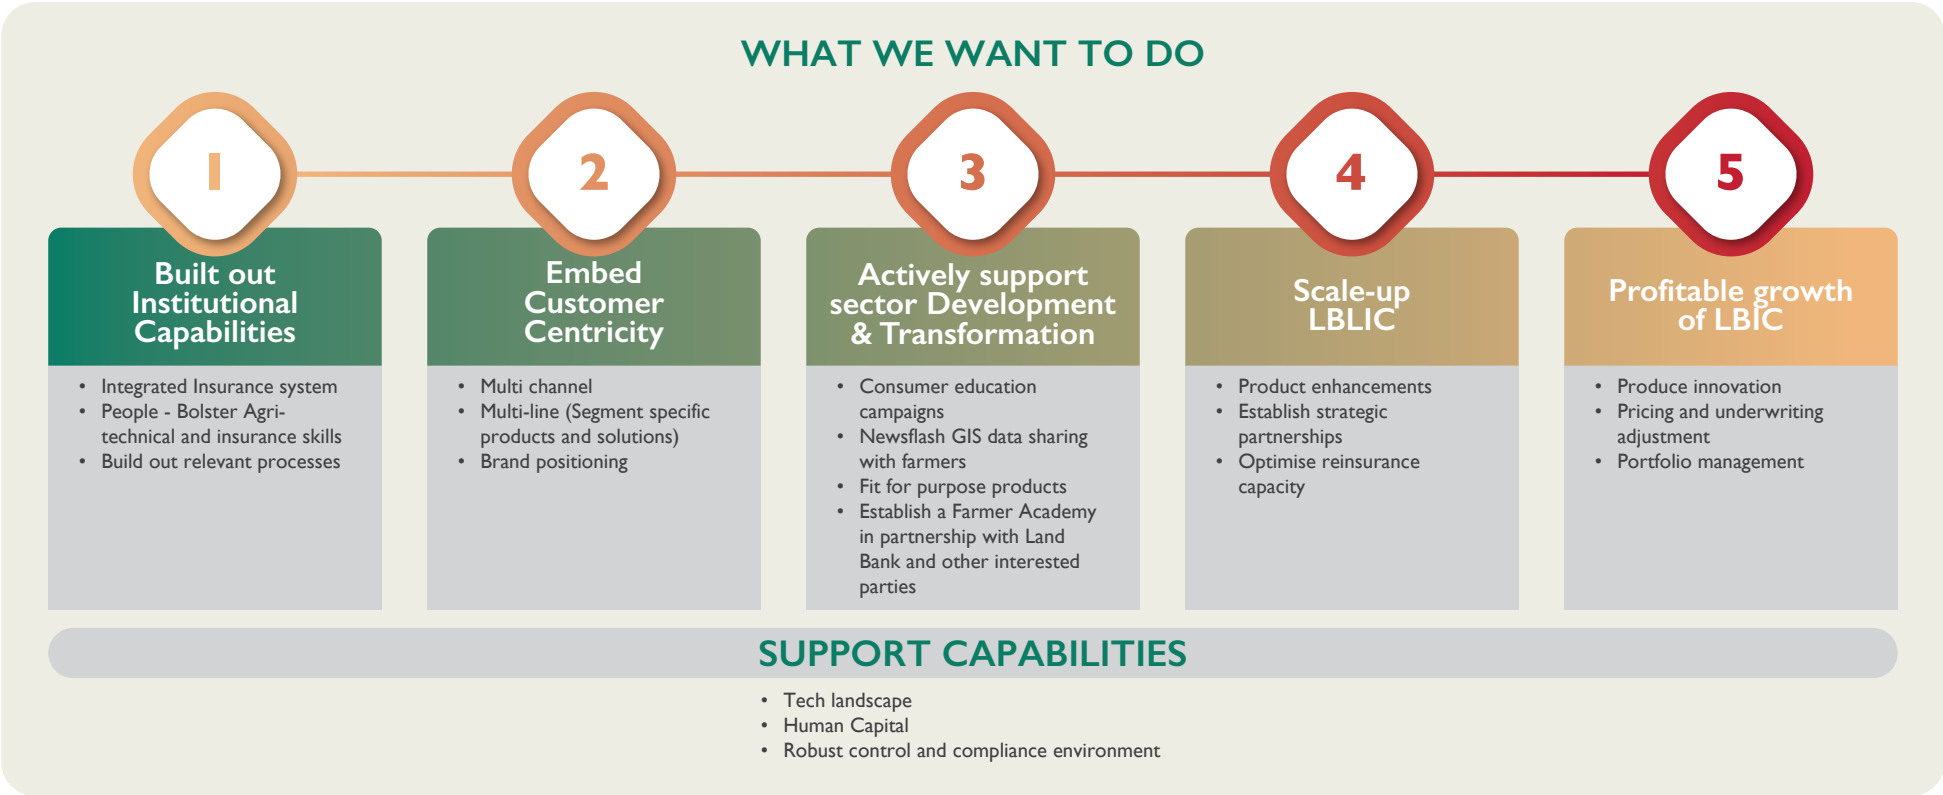 WHAT WE WANT TO DO
1
2
3
4
5
Built out
Institutional
Capabilities
• Integrated Insurance system
• People - Bolster Agri-
technical and insurance skills
• Build out relevant processes
Embed
Customer
Centricity
• Multi channel
• Multi-line (Segment specific
products and solutions)
• Brand positioning
Actively support
sector Development
& Transformation
• Consumer education
campaigns
• Newsflash GIS data sharing
with farmers
• Fit for purpose products
• Establish a Farmer Academy
in partnership with Land
Bank and other interested
parties
Scale-up
LBLIC
• Product enhancements
• Establish strategic
partnerships
• Optimise reinsurance
capacity
Profitable growth
of LBIC
• Produce innovation
• Pricing and underwriting
adjustment
• Portfolio management
SUPPORT CAPABILITIES
• Tech landscape
• Human Capital
• Robust control and compliance environment